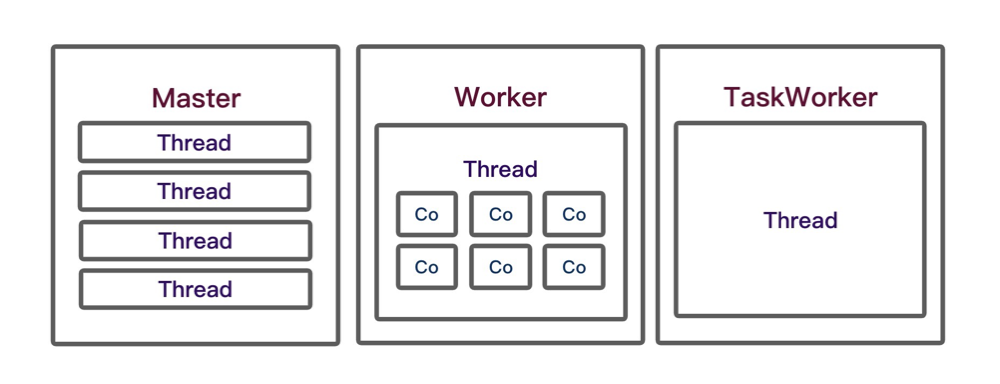 Master
Thread
Thread
Thread
Thread
Worker
Thread
Co Co Co
Co Co Co
TaskWorker
Thread